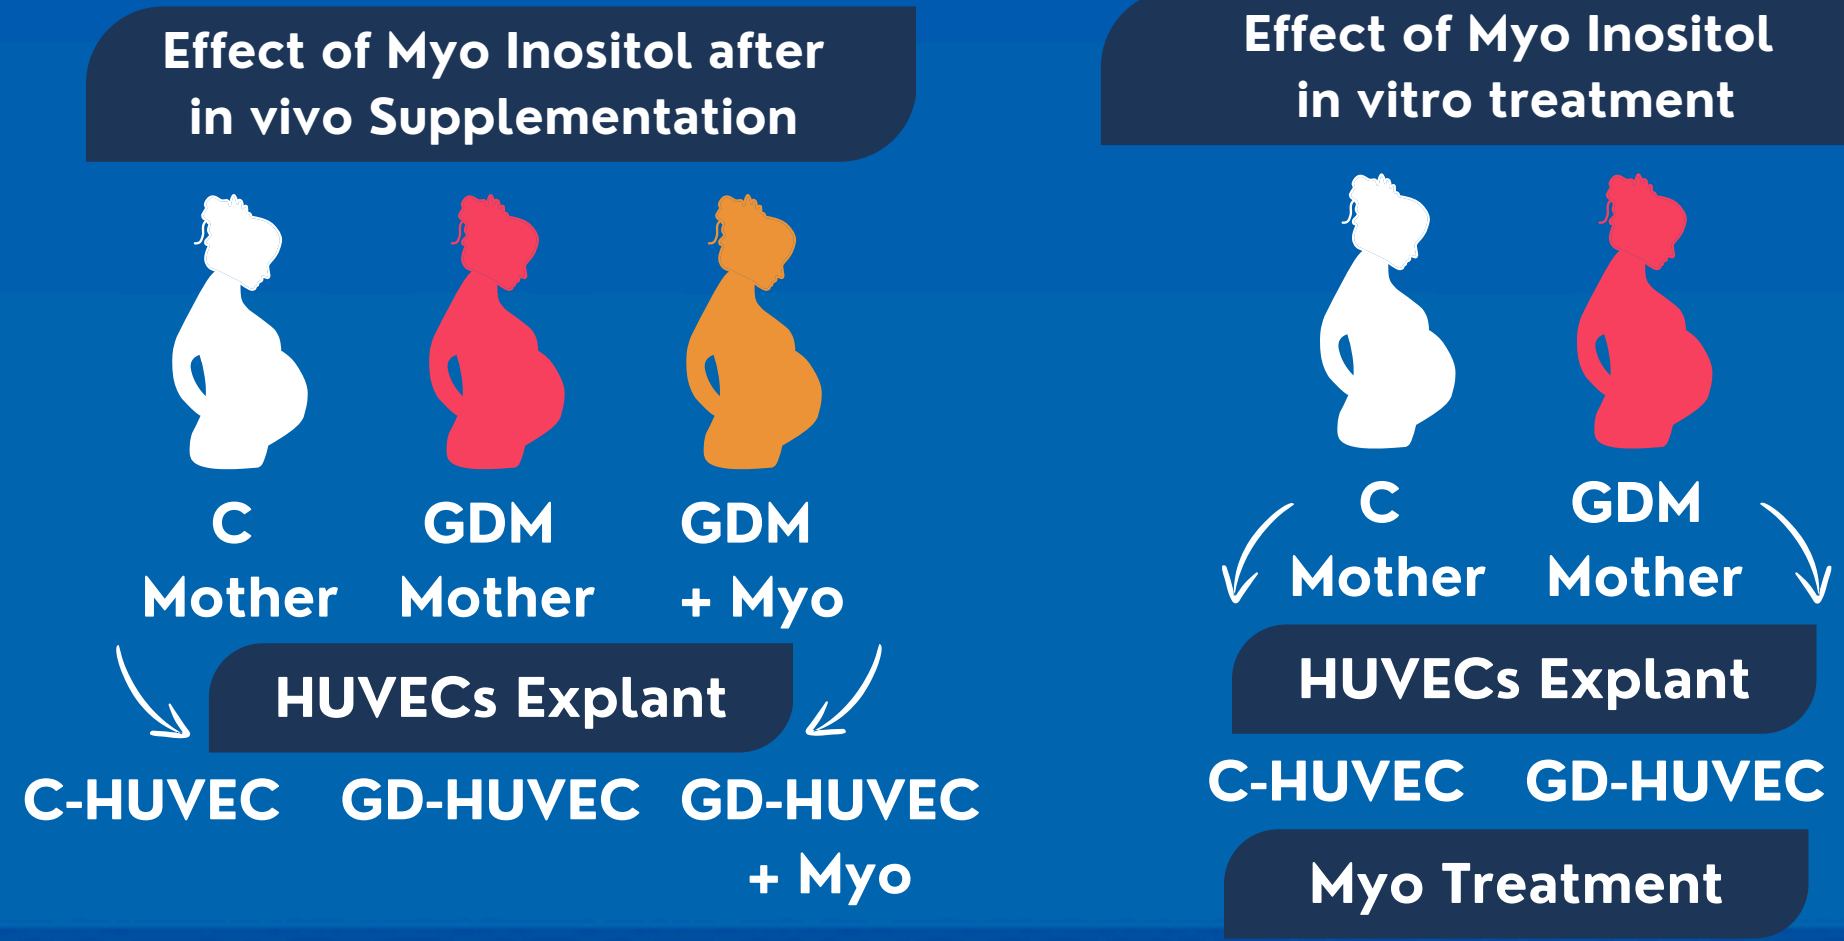 Effect of Myo Inositol after
in vivo Supplementation
C
Mother
GDM
Mother
GDM
+ Myo
HUVECs Explant
C-HUVEC
GD-HUVEC
GD-HUVEC
+ Myo
Effect of Myo Inositol
in vitro treatment
C
Mother
GDM
Mother
HUVECs Explant
C-HUVEC
GD-HUVEC
Myo Treatment